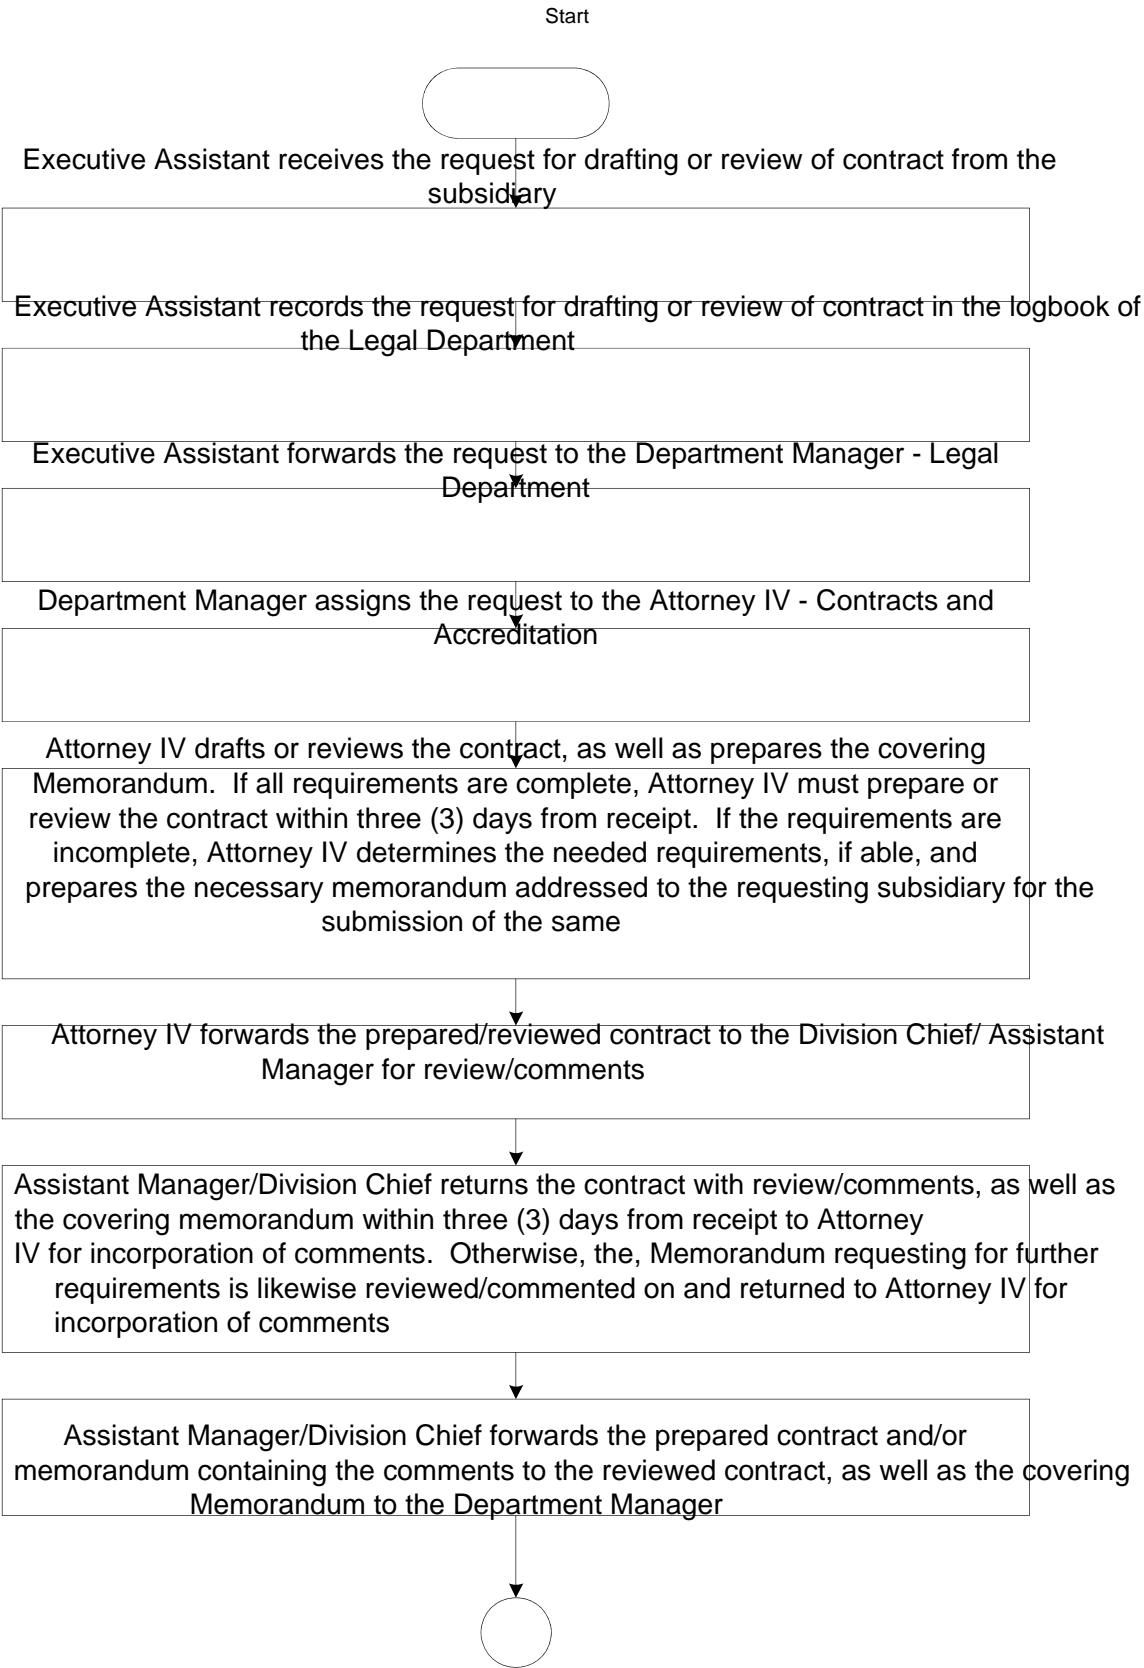 Start
Executive Assistant receives the request for drafting or review of contract from the
subsidiary
Executive Assistant records the request for drafting or review of contract in the logbook of
the Legal Department
Executive Assistant forwards the request to the Department Manager - Legal
Department
Department Manager assigns the request to the Attorney IV - Contracts and
Accreditation
Attorney IV drafts or reviews the contract, as well as prepares the covering
Memorandum.  If all requirements are complete, Attorney IV must prepare or
review the contract within three (3) days from receipt.  If the requirements are
incomplete, Attorney IV determines the needed requirements, if able, and
prepares the necessary memorandum addressed to the requesting subsidiary for the
submission of the same
Attorney IV forwards the prepared/reviewed contract to the Division Chief/ Assistant
Manager for review/comments
Assistant Manager/Division Chief returns the contract with review/comments, as well as
the covering memorandum within three (3) days from receipt to Attorney
IV for incorporation of comments.  Otherwise, the, Memorandum requesting for further
requirements is likewise reviewed/commented on and returned to Attorney IV for
incorporation of comments
Assistant Manager/Division Chief forwards the prepared contract and/or
memorandum containing the comments to the reviewed contract, as well as the covering
Memorandum to the Department Manager